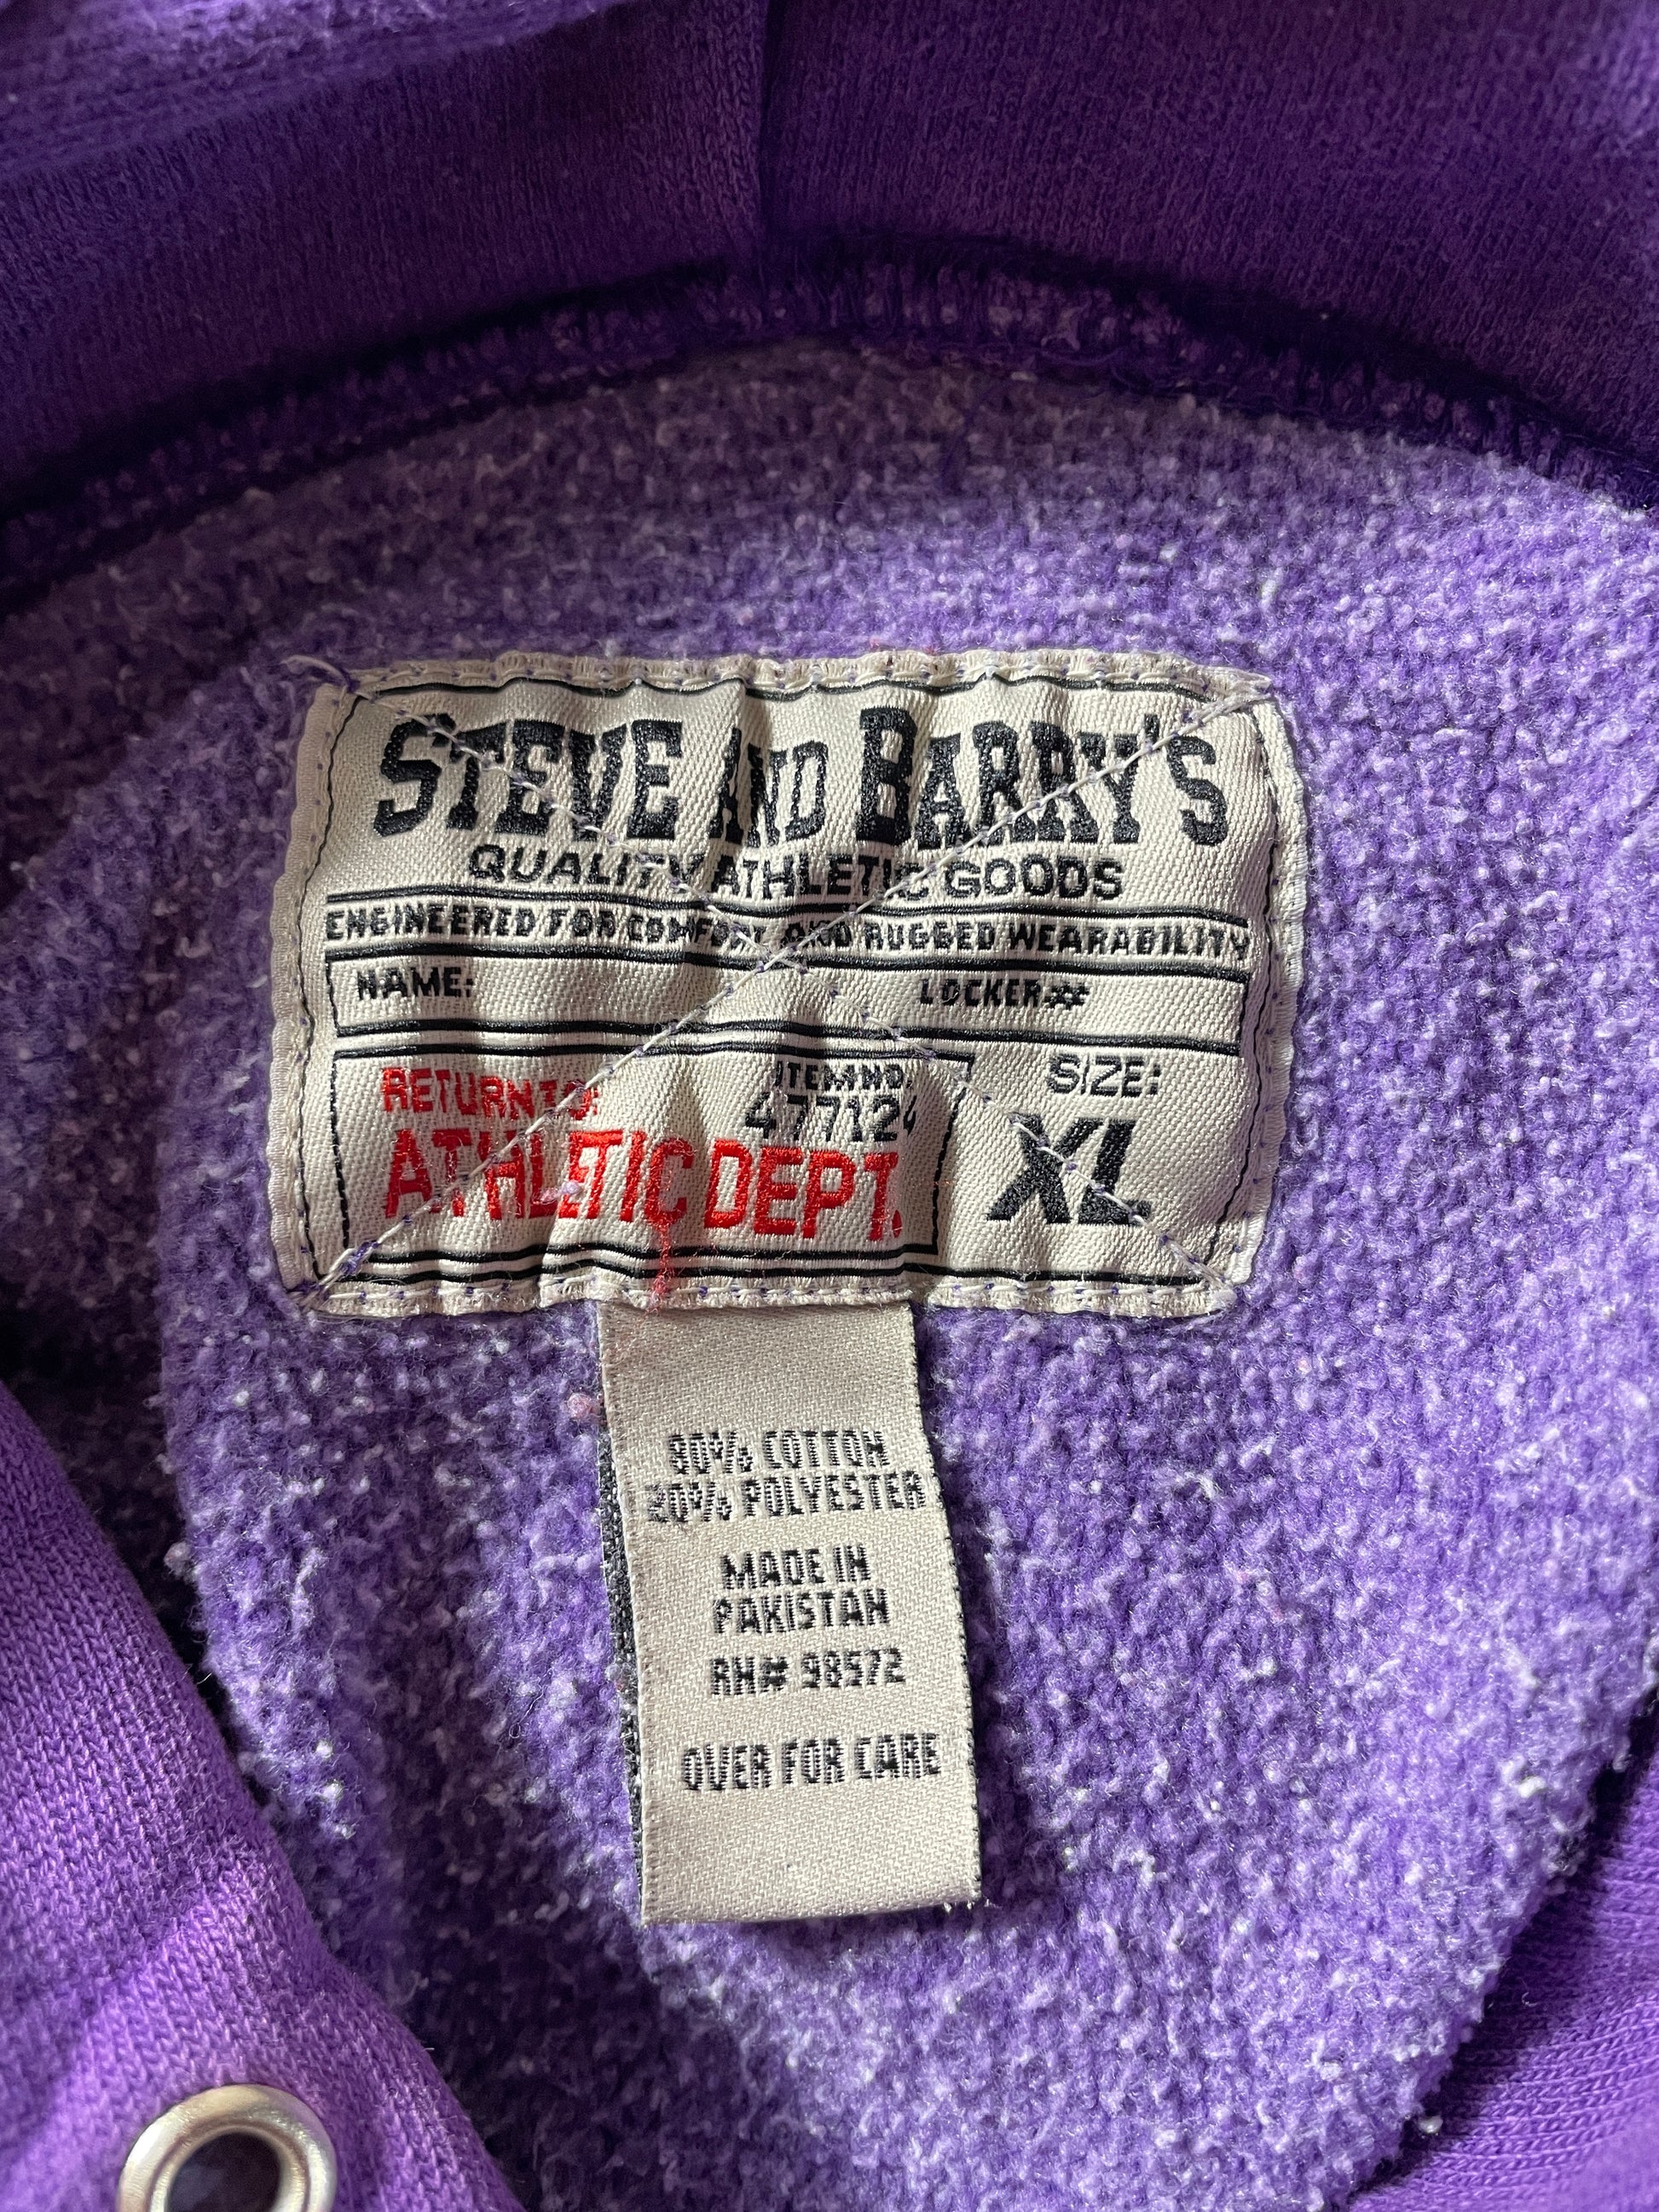 STEVE AND BARRY'S
QUALITY ATHLETIC GOODS
ENGINEERED FOR COMFORT AND RUGGED WEARABILITY
NAME: LOCKER#
RETURN TO: ITEM NO. SIZE:
477124
ATHLETIC DEPT. XL
80% COTTON
20% POLYESTER
MADE IN
PAKISTAN
RN# 98572
OVER FOR CARE